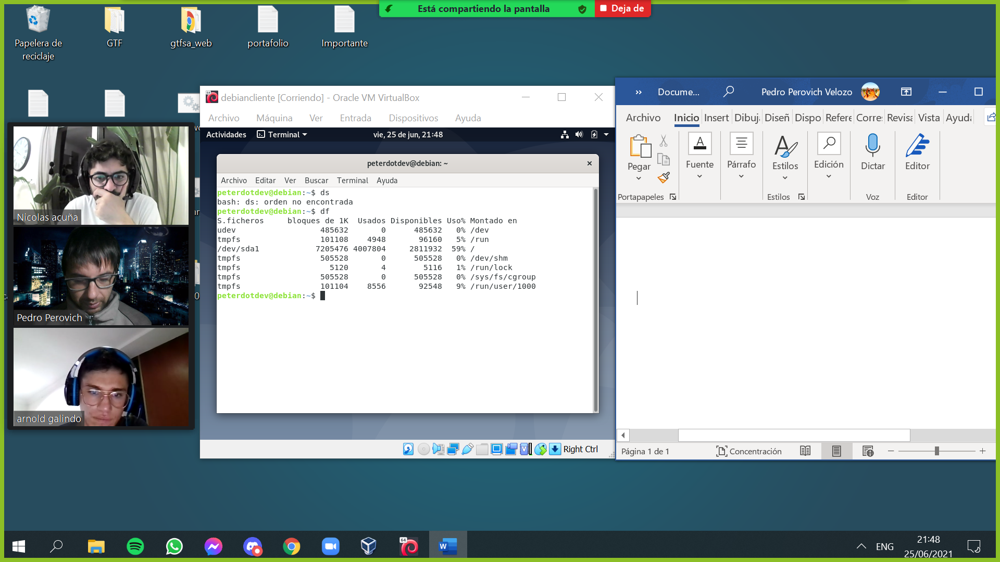 Está compartiendo la pantalla
Deja de
Papelera de
reciclaje
GTF
gtfsa_web
portafolio
Importante
Nicolas acuña
Pedro Perovich
arnold galindo
debiancliente [Corriendo] - Oracle VM VirtualBox
Archivo Máquina Ver Entrada Dispositivos Ayuda
Actividades Terminal vie, 25 de jun, 21:48
peterdotdev@debian: ~
Archivo Editar Ver Buscar Terminal Ayuda
peterdotdev@debian:~$ ds
bash: ds: orden no encontrada
peterdotdev@debian:~$ df
S.ficheros bloques de 1K Usados Disponibles Uso% Montado en
udev 485632 0 485632 0% /dev
tmpfs 101108 4948 96160 5% /run
/dev/sda1 7205476 4007804 2811932 59% /
tmpfs 505528 0 505528 0% /dev/shm
tmpfs 5120 4 5116 1% /run/lock
tmpfs 505528 0 505528 0% /sys/fs/cgroup
tmpfs 101104 8556 92548 9% /run/user/1000
peterdotdev@debian:~$
Right Ctrl
Docume... Pedro Perovich Velozo
Archivo Inicio Insert Dibuj Diseñ Dispo Refere Corre Revisa Vista Ayuda
Pegar Fuente Párrafo Estilos Edición Dictar Editor
Portapapeles Estilos Voz Editor
Página 1 de 1 Concentración
64
W
ENG
21:48
25/06/2021